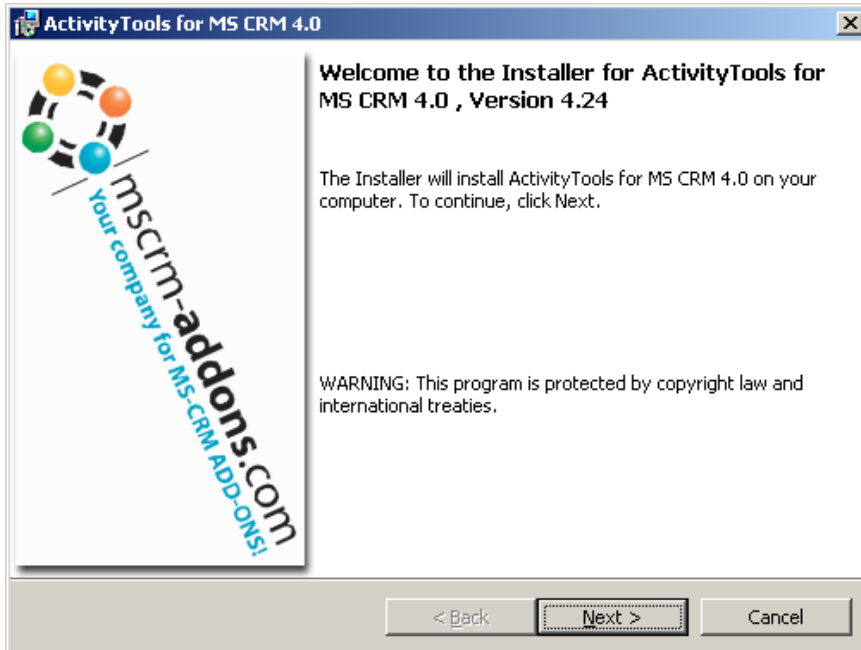 ActivityTools for MS CRM 4.0
Welcome to the Installer for ActivityTools for
MS CRM 4.0 , Version 4.24
The Installer will install ActivityTools for MS CRM 4.0 on your
computer. To continue, click Next.
WARNING: This program is protected by copyright law and
international treaties.
mscrm-addons.com
Your company for MS-CRM ADD-ONS!
< Back
Next >
Cancel